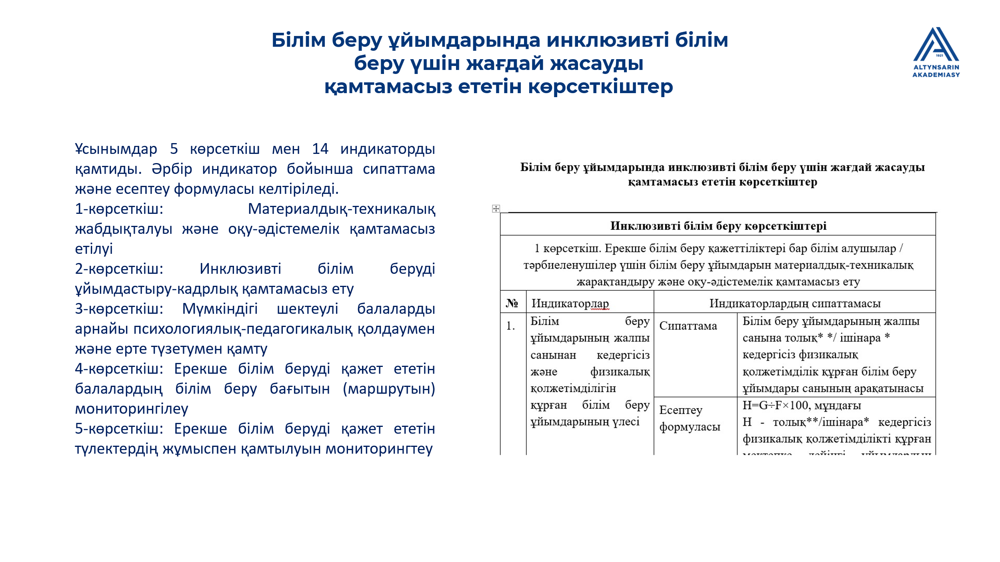 Білім беру ұйымдарында инклюзивті білім
беру үшін жағдай жасауды
қамтамасыз ететін көрсеткіштер
1921
ALTYNSARIN
AKADEMIASY
Ұсынымдар 5 көрсеткіш мен 14 индикаторды
қамтиды. Әрбір индикатор бойынша сипаттама
және есептеу формуласы келтіріледі.
1-көрсеткіш: Материалдық-техникалық
жабдықталуы және оқу-әдістемелік қамтамасыз
етілуі
2-көрсеткіш: Инклюзивті білім беруді
ұйымдастыру-кадрлық қамтамасыз ету
3-көрсеткіш: Мүмкіндігі шектеулі балаларды
арнайы психологиялық-педагогикалық қолдаумен
және ерте түзетумен қамту
4-көрсеткіш: Ерекше білім беруді қажет ететін
балалардың білім беру бағытын (маршрутын)
мониторингілеу
5-көрсеткіш: Ерекше білім беруді қажет ететін
түлектердің жұмыспен қамтылуын мониторингтеу
Білім беру ұйымдарында инклюзивті білім беру үшін жағдай жасауды
қамтамасыз ететін көрсеткіштер
Инклюзивті білім беру көрсеткіштері
1 көрсеткіш. Ерекше білім беру қажеттіліктері бар білім алушылар /
тәрбиеленушілер үшін білім беру ұйымдарын материалдық-техникалық
жарақтандыру және оқу-әдістемелік қамтамасыз ету
№ Индикаторлар Индикаторлардың сипаттамасы
1.
Білім беру
ұйымдарының жалпы
санынан кедергісіз
және физикалық
қолжетімділігін
құрған білім беру
ұйымдарының үлесі
Сипаттама
Білім беру ұйымдарының жалпы
санына толық* */ ішінара *
кедергісіз физикалық
қолжетімділік құрған білім беру
ұйымдары санының арақатынасы
Есептеу
формуласы
H=G÷F×100, мұндағы
H - толық**/ішінара* кедергісіз
физикалық қолжетімділікті құрған
мектепке дейінгі ұйымдардың